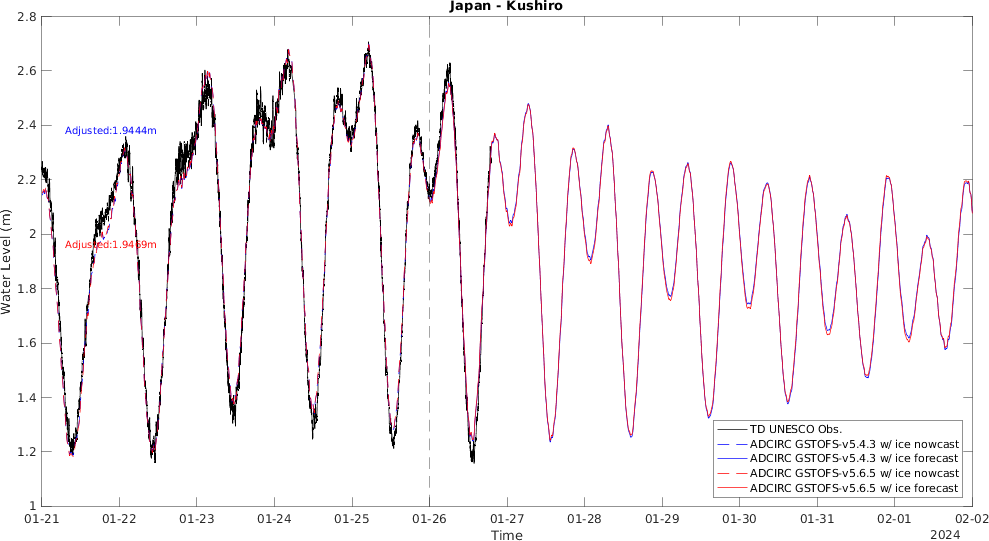 Japan - Kushiro
2.8
2.6
2.4
2.2
2
1.8
1.6
1.4
1.2
1
Water Level (m)
Adjusted:1.9444m
Adjusted:1.9469m
TD UNESCO Obs.
ADCIRC GSTOFS-v5.4.3 w/ ice nowcast
ADCIRC GSTOFS-v5.4.3 w/ ice forecast
ADCIRC GSTOFS-v5.6.5 w/ ice nowcast
ADCIRC GSTOFS-v5.6.5 w/ ice forecast
01-21 01-22 01-23 01-24 01-25 01-26 01-27 01-28 01-29 01-30 01-31 02-01 02-02
Time
2024